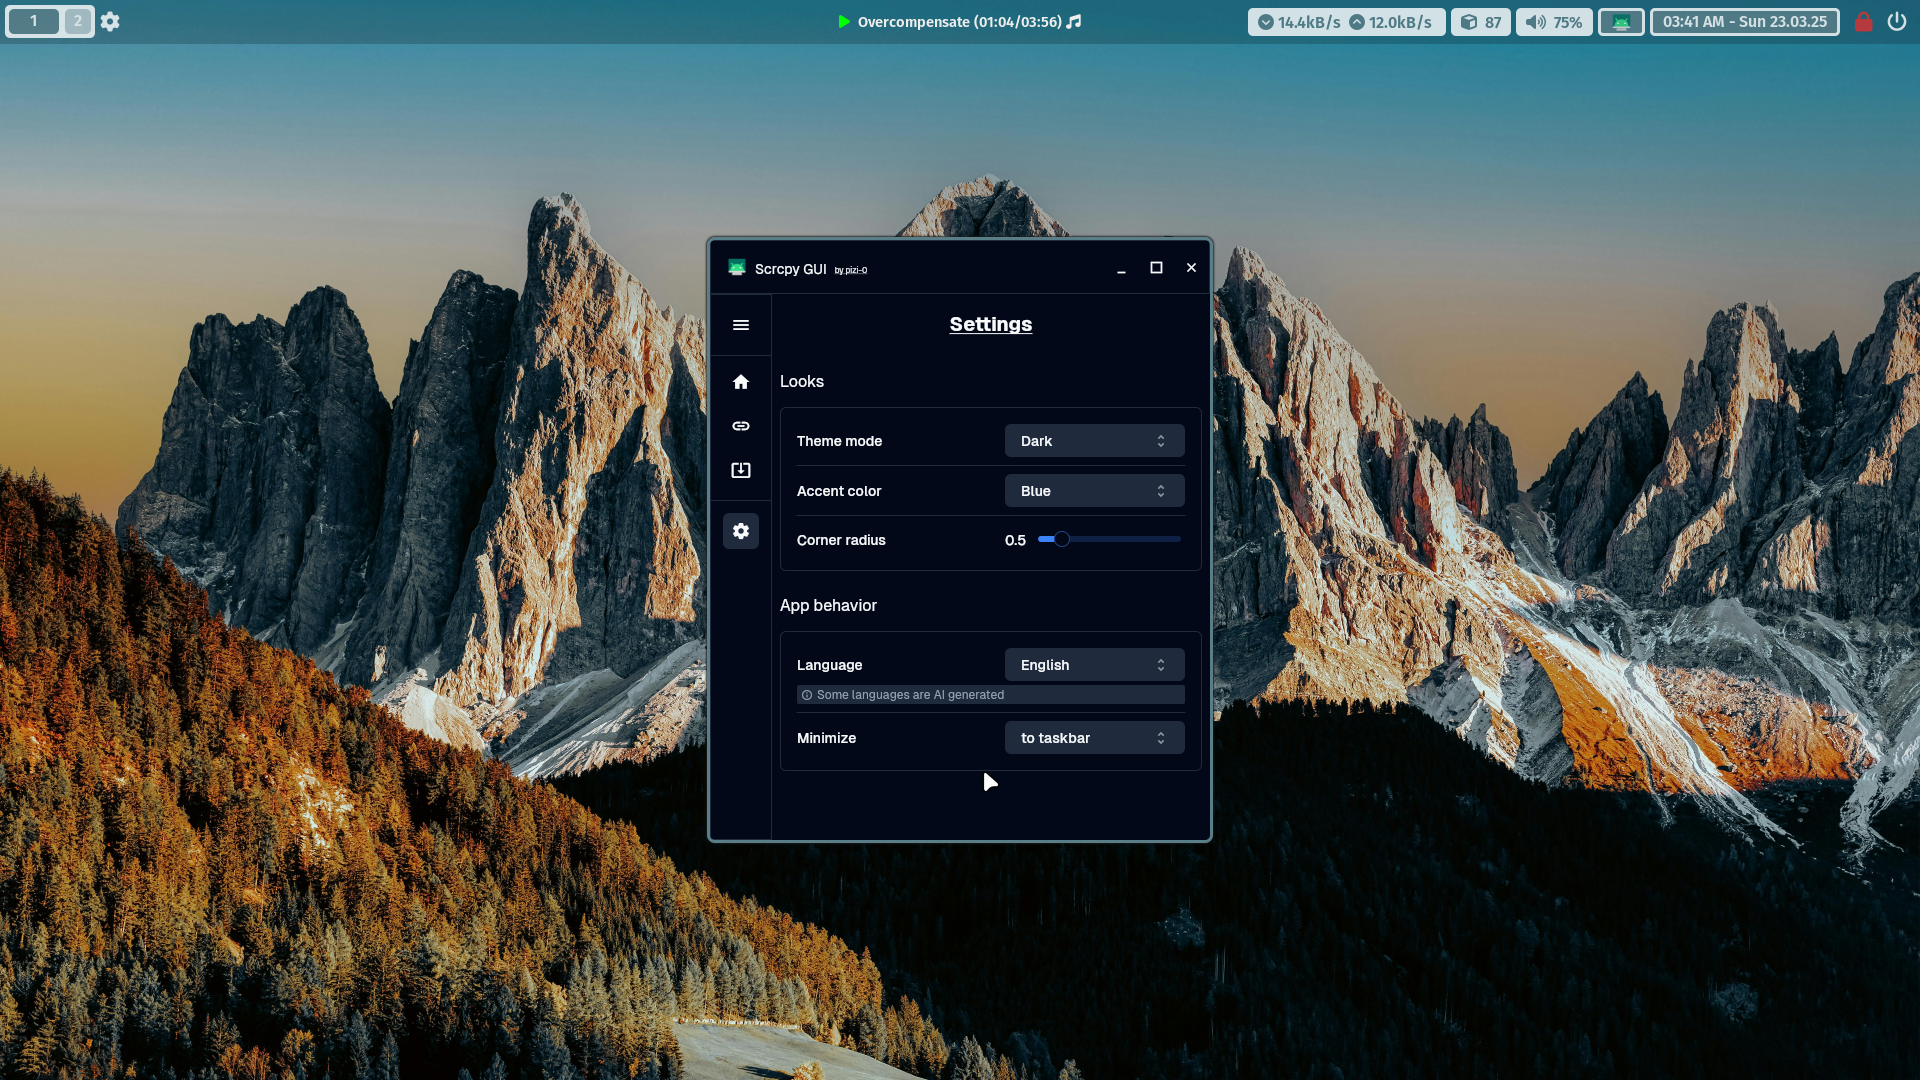 1 2 Overcompensate (01:04/03:56) 14.4kB/s 12.0kB/s 87 75% 03:41 AM - Sun 23.03.25
Scrcpy GUI by pizi-0
Settings
Looks
Theme mode Dark
Accent color Blue
Corner radius 0.5
App behavior
Language English
Some languages are AI generated
Minimize to taskbar